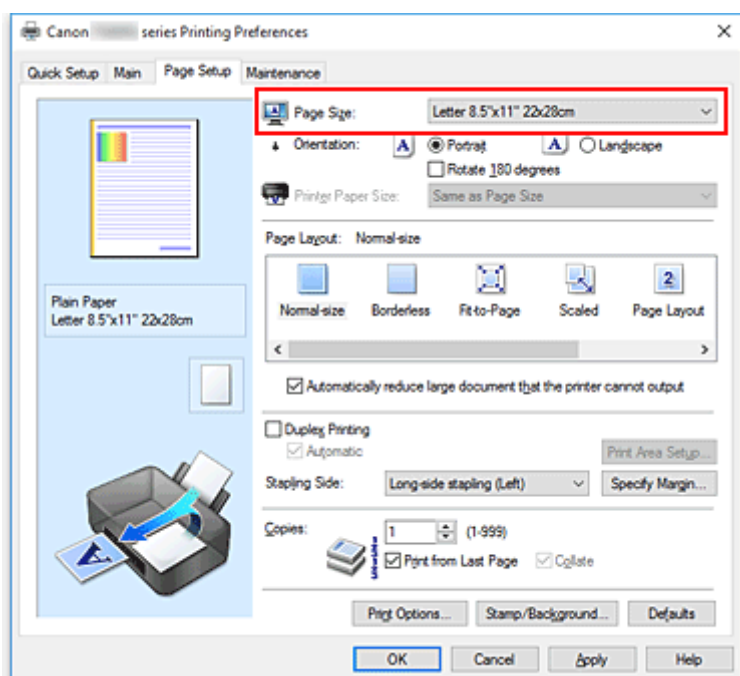 Canon series Printing Preferences
Quick Setup Main Page Setup Maintenance
Page Size: Letter 8.5"x11" 22x28cm
Orientation: A Portrait A Landscape
Rotate 180 degrees
Printer Paper Size: Same as Page Size
Page Layout: Normal-size
Normal-size Borderless Fit-to-Page Scaled Page Layout
Automatically reduce large document that the printer cannot output
Plain Paper
Letter 8.5"x11" 22x28cm
Duplex Printing
Automatic
Print Area Setup...
Stapling Side: Long-side stapling (Left) Specify Margin...
Copies: 1 (1-999)
Print from Last Page Collate
Print Options... Stamp/Background... Defaults
OK Cancel Apply Help